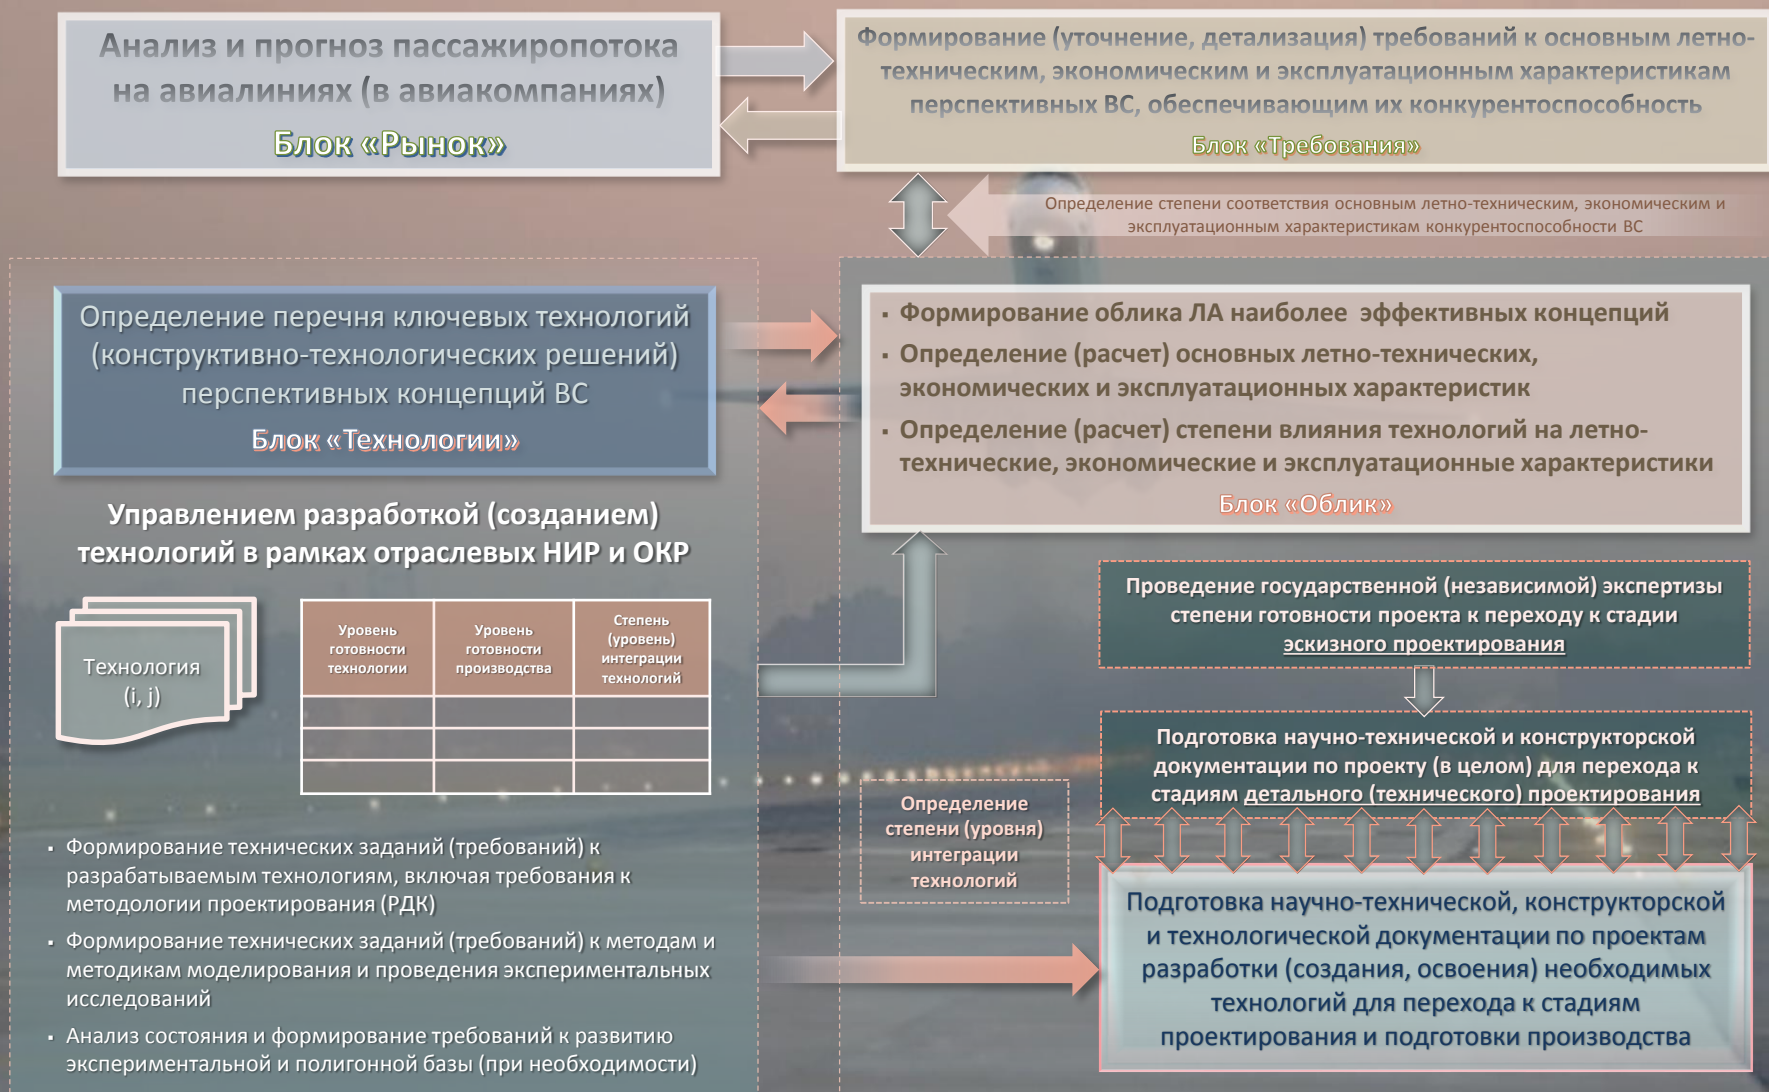 Анализ и прогноз пассажиропотока
на авиалиниях (в авиакомпаниях)
Блок «Рынок»
Формирование (уточнение, детализация) требований к основным летно-
техническим, экономическим и эксплуатационным характеристикам
перспективных ВС, обеспечивающим их конкурентоспособность
Блок «Требования»
Определение степени соответствия основным летно-техническим, экономическим и
эксплуатационным характеристикам конкурентоспособности ВС
Определение перечня ключевых технологий
(конструктивно-технологических решений)
перспективных концепций ВС
Блок «Технологии»
▪ Формирование облика ЛА наиболее эффективных концепций
▪ Определение (расчет) основных летно-технических,
экономических и эксплуатационных характеристик
▪ Определение (расчет) степени влияния технологий на летно-
технические, экономические и эксплуатационные характеристики
Блок «Облик»
Управлением разработкой (созданием)
технологий в рамках отраслевых НИР и ОКР
Технология
(i, j)
Уровень
готовности
технологии
Уровень
готовности
производства
Степень
(уровень)
интеграции
технологий
▪ Формирование технических заданий (требований) к
разрабатываемым технологиям, включая требования к
методологии проектирования (РДК)
▪ Формирование технических заданий (требований) к методам и
методикам моделирования и проведения экспериментальных
исследований
▪ Анализ состояния и формирование требований к развитию
экспериментальной и полигонной базы (при необходимости)
Проведение государственной (независимой) экспертизы
степени готовности проекта к переходу к стадии
эскизного проектирования
Подготовка научно-технической и конструкторской
документации по проекту (в целом) для перехода к
стадиям детального (технического) проектирования
Определение
степени (уровня)
интеграции
технологий
Подготовка научно-технической, конструкторской
и технологической документации по проектам
разработки (создания, освоения) необходимых
технологий для перехода к стадиям
проектирования и подготовки производства